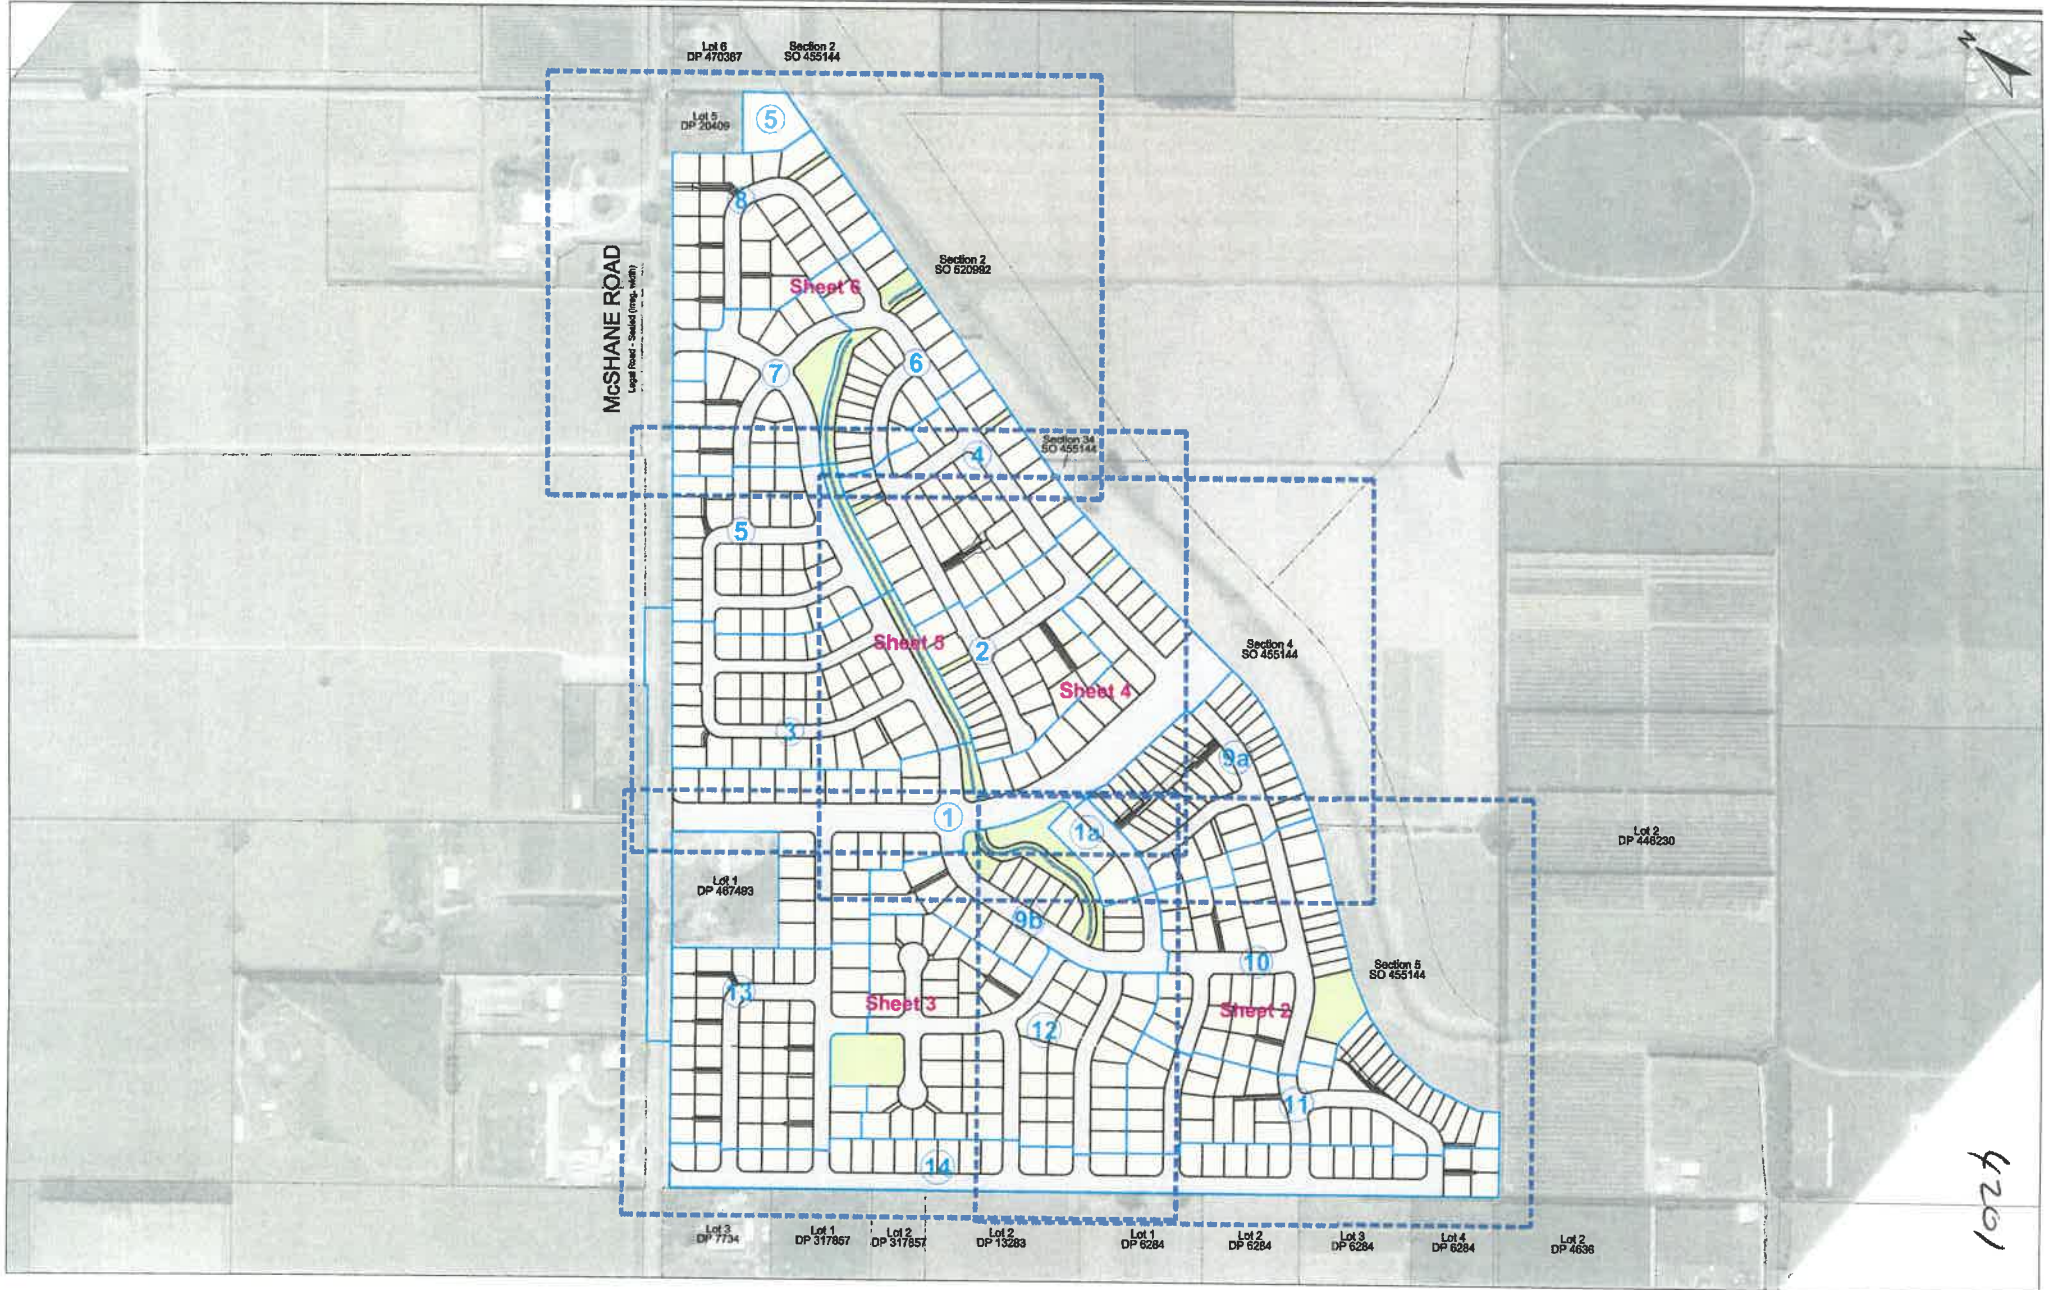 Lot 6
DP 470387
Section 2
SO 455144
N
Lot 5
DP 20409
5
8
McSHANE ROAD
Legal Road - Sealed (irreg. width)
Section 2
SO 520992
Sheet 6
7
6
Section 34
SO 455144
4
5
Sheet 5
2
Section 4
SO 455144
Sheet 4
3
9a
1
1a
Lot 2
DP 446230
Lot 1
DP 467493
9b
10
Section 5
SO 455144
13
Sheet 3
Sheet 2
12
11
14
4201
Lot 3
DP 7734
Lot 1
DP 317857
Lot 2
DP 317857
Lot 2
DP 13283
Lot 1
DP 6284
Lot 2
DP 6284
Lot 3
DP 6284
Lot 4
DP 6284
Lot 2
DP 4636